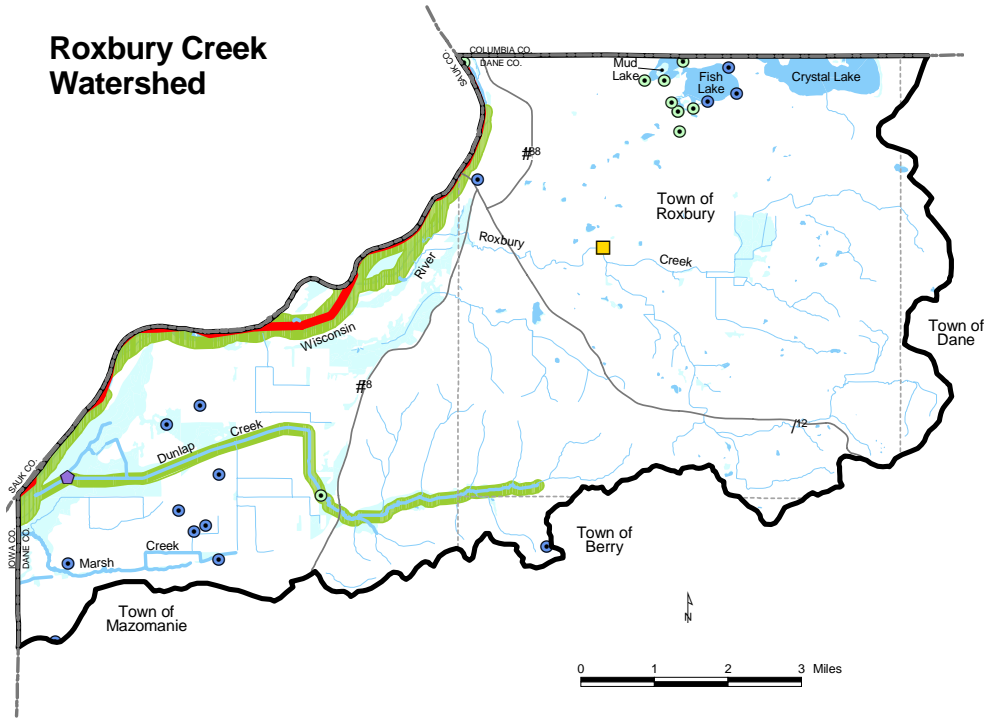 Roxbury Creek
Watershed
COLUMBIA CO.
DANE CO.
SAUK CO.
Mud
Lake
Fish
Lake
Crystal Lake
#88
Town of
Roxbury
Roxbury
Creek
River
Wisconsin
Town of
Dane
#8
/12
Dunlap
Creek
SAUK CO.
IOWA CO.
DANE CO.
Creek
Marsh
Town of
Berry
Town of
Mazomanie
N
0 1 2 3 Miles